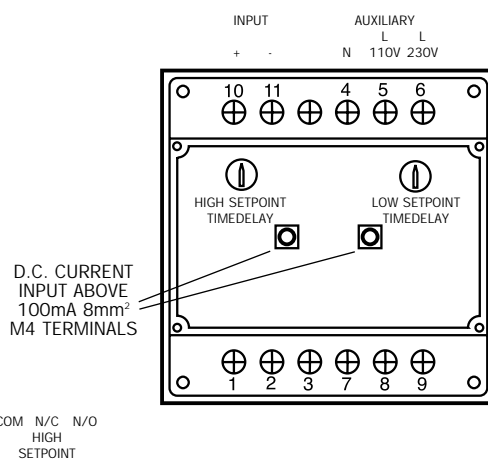 INPUT AUXILIARY
L L
+ - N 110V 230V
10 11 4 5 6
HIGH SETPOINT
TIMEDELAY
LOW SETPOINT
TIMEDELAY
D.C. CURRENT
INPUT ABOVE
100mA 8mm²
M4 TERMINALS
1 2 3 7 8 9
COM N/C N/O
HIGH
SETPOINT